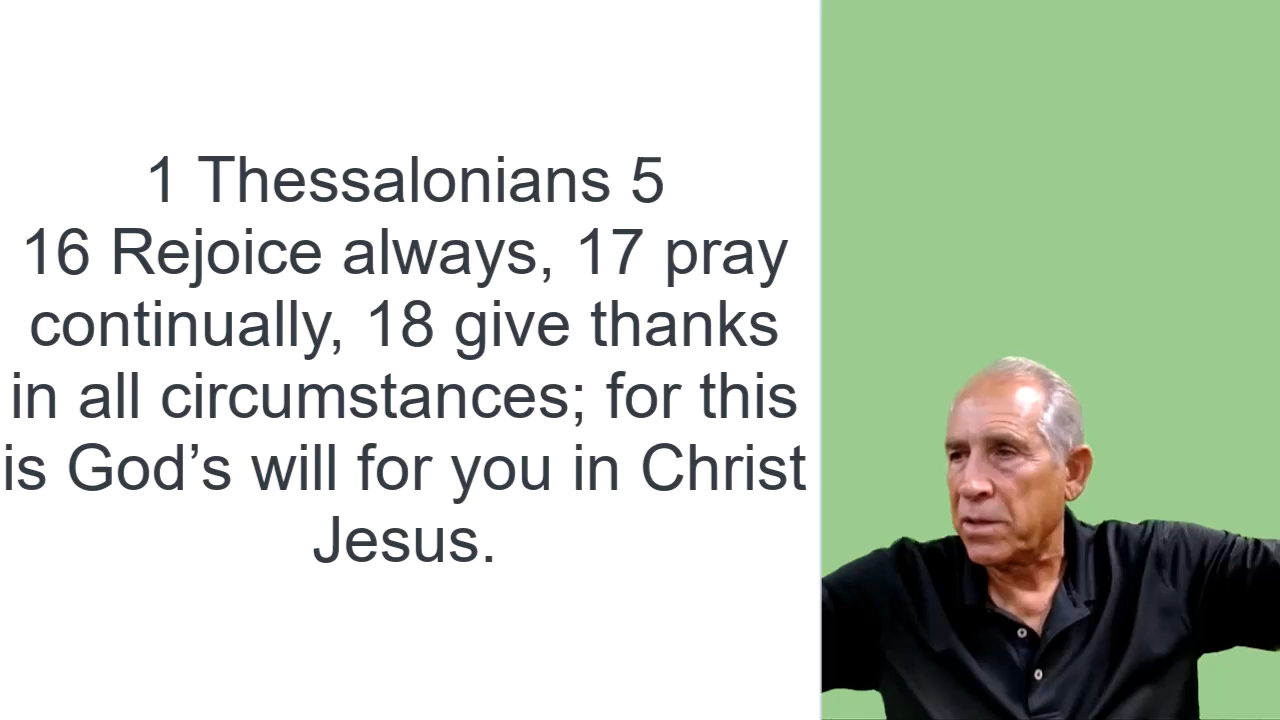 1 Thessalonians 5
16 Rejoice always, 17 pray
continually, 18 give thanks
in all circumstances; for this
is God’s will for you in Christ
Jesus.